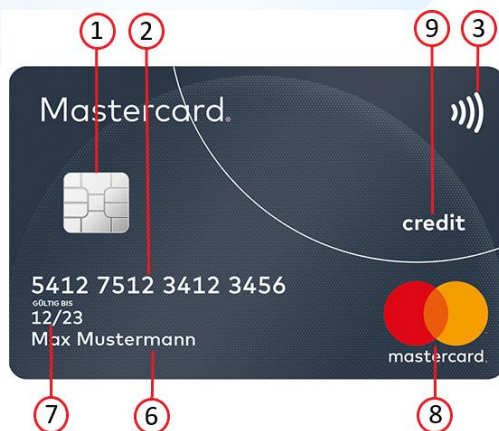 1 2 9 3
Mastercard.
credit
5412 7512 3412 3456
GÜLTIG BIS
12/23
Max Mustermann
mastercard.
7 6 8